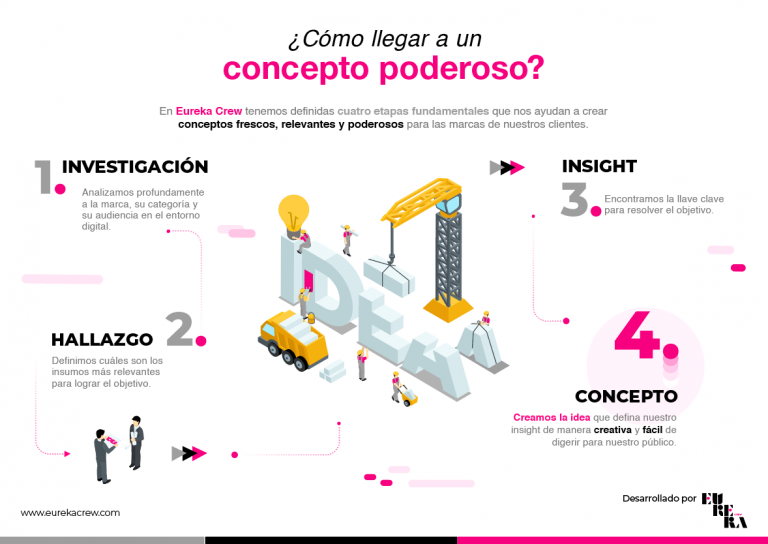 ¿Cómo llegar a un
concepto poderoso?
En Eureka Crew tenemos definidas cuatro etapas fundamentales que nos ayudan a crear
conceptos frescos, relevantes y poderosos para las marcas de nuestros clientes.
1. INVESTIGACIÓN
Analizamos profundamente
a la marca, su categoría y
su audiencia en el entorno
digital.
HALLAZGO 2.
Definimos cuáles son los
insumos más relevantes
para lograr el objetivo.
INSIGHT
3.
Encontramos la llave clave
para resolver el objetivo.
4.
CONCEPTO
Creamos la idea que defina nuestro
insight de manera creativa y fácil de
digerir para nuestro público.
IDEA
www.eurekacrew.com
Desarrollado por
EU
RE
KA